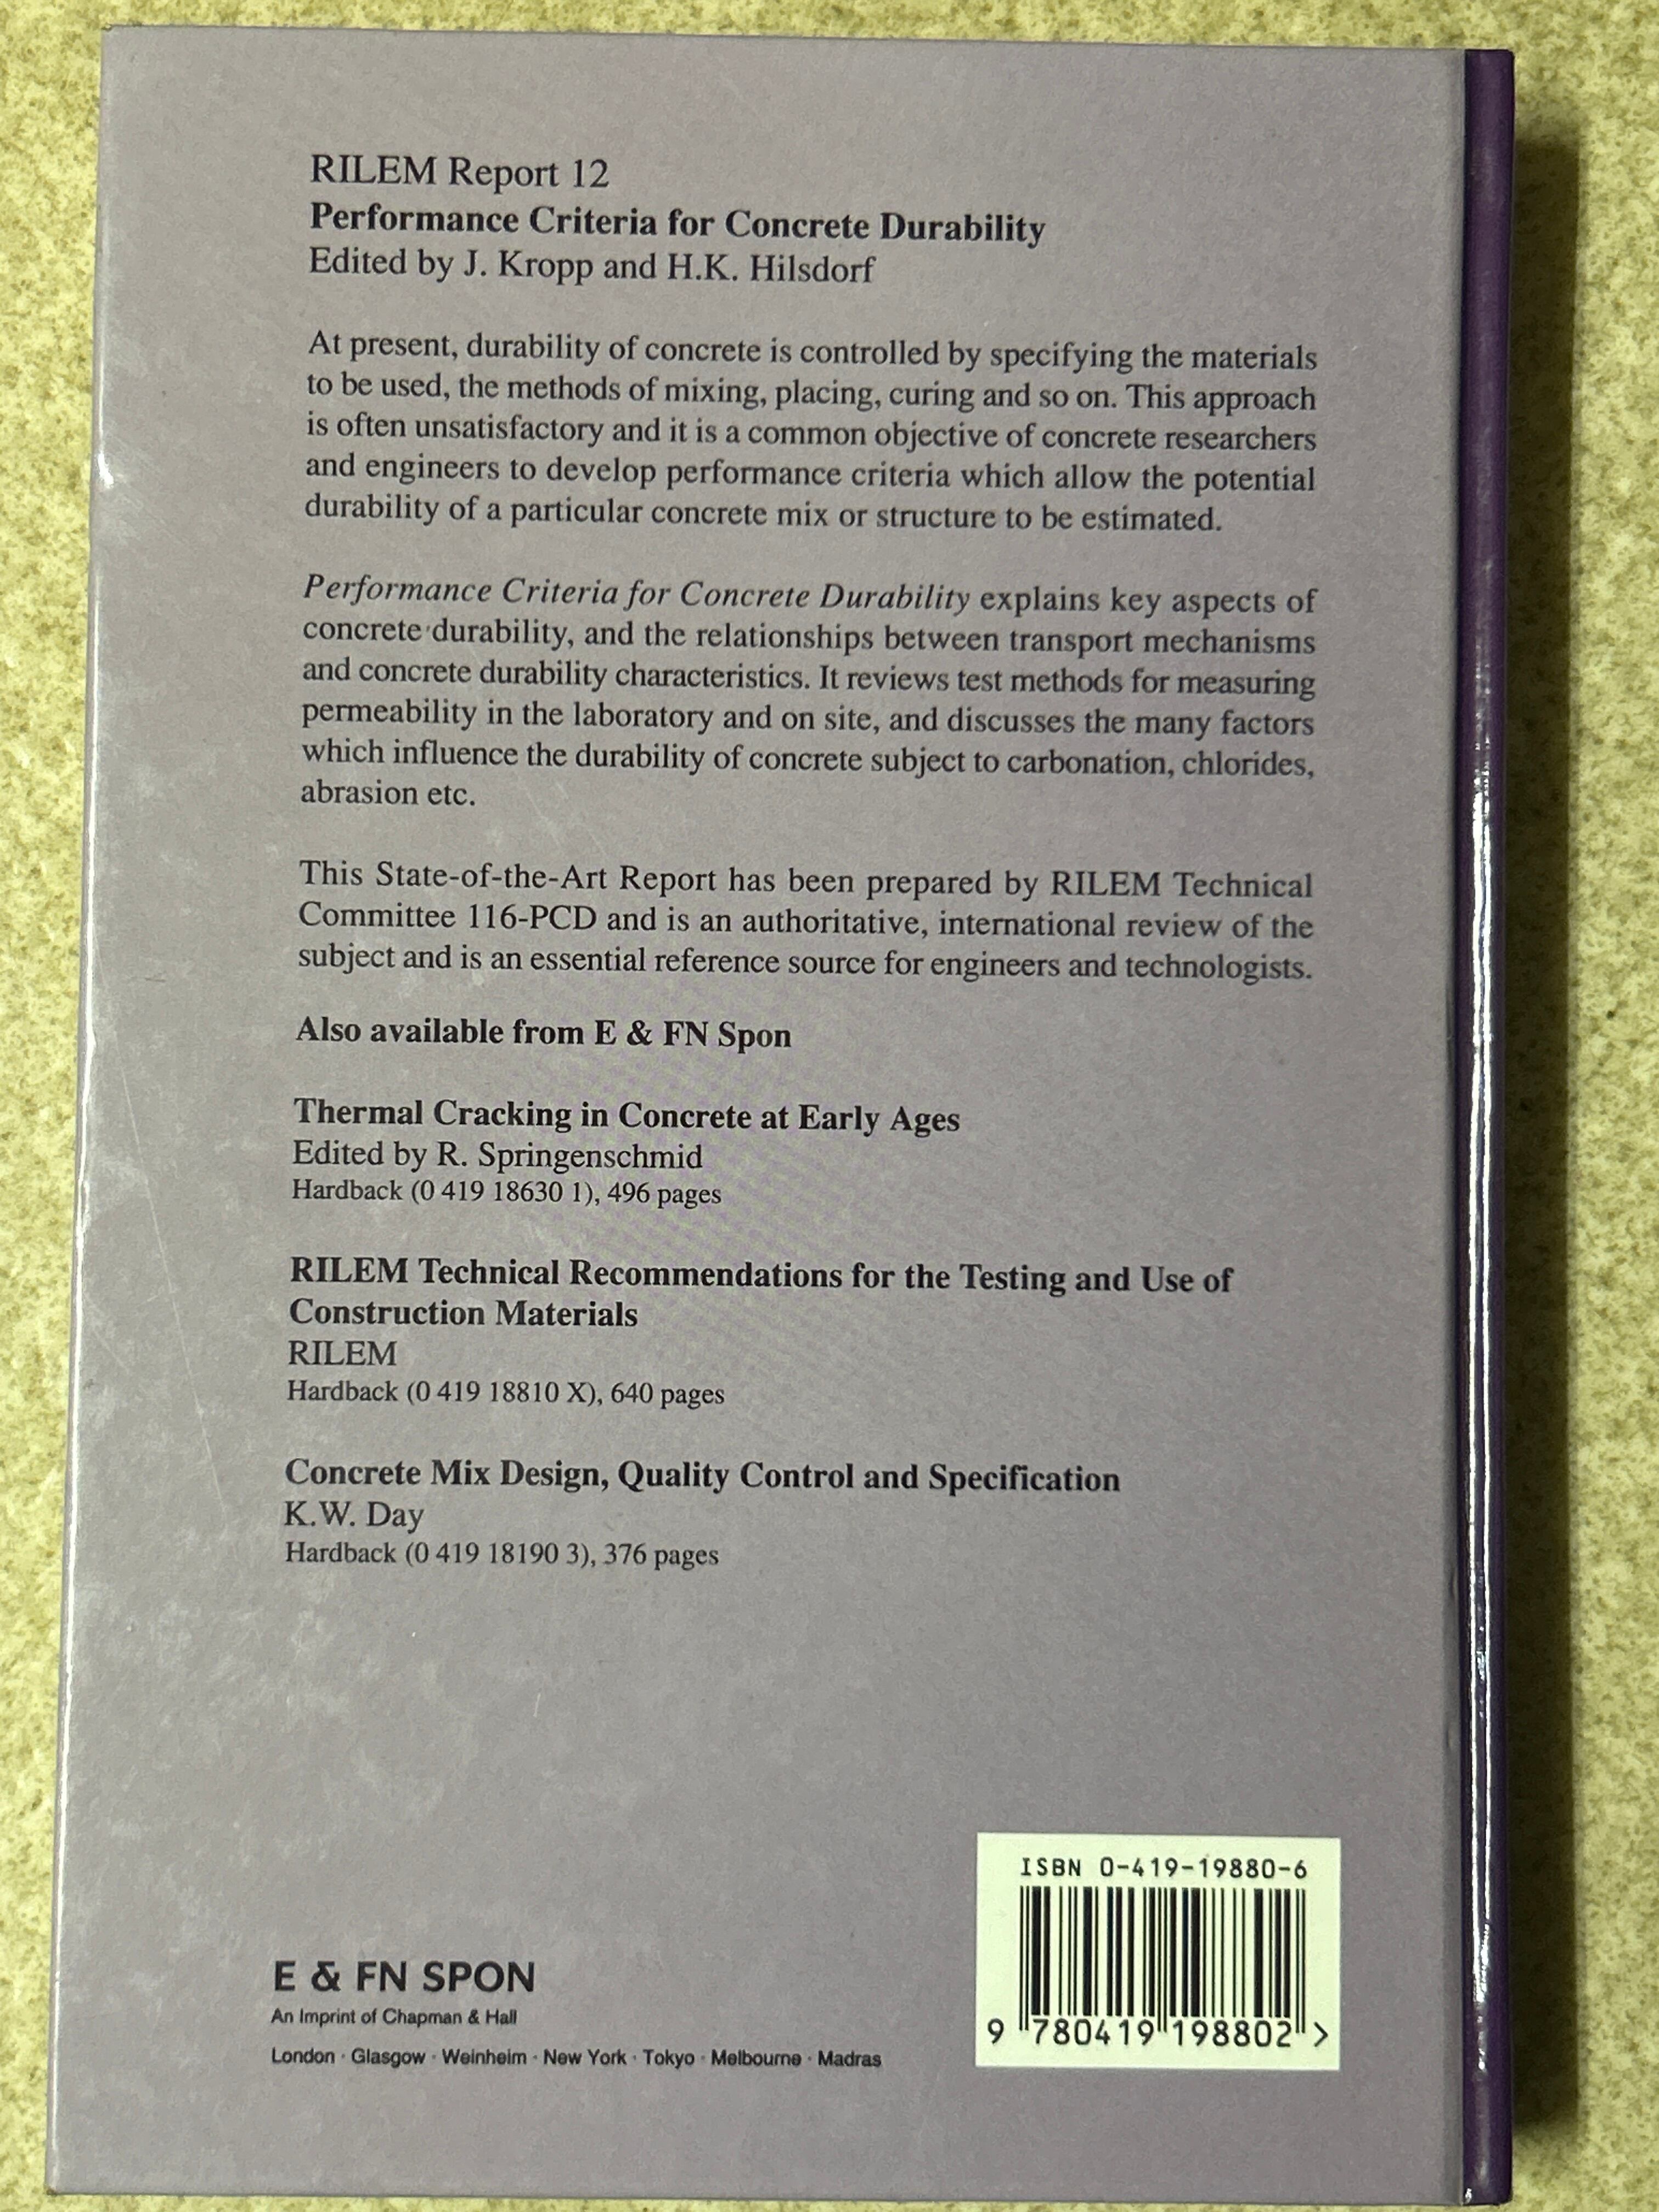 RILEM Report 12
Performance Criteria for Concrete Durability
Edited by J. Kropp and H.K. Hilsdorf
At present, durability of concrete is controlled by specifying the materials
to be used, the methods of mixing, placing, curing and so on. This approach
is often unsatisfactory and it is a common objective of concrete researchers
and engineers to develop performance criteria which allow the potential
durability of a particular concrete mix or structure to be estimated.
Performance Criteria for Concrete Durability explains key aspects of
concrete durability, and the relationships between transport mechanisms
and concrete durability characteristics. It reviews test methods for measuring
permeability in the laboratory and on site, and discusses the many factors
which influence the durability of concrete subject to carbonation, chlorides,
abrasion etc.
This State-of-the-Art Report has been prepared by RILEM Technical
Committee 116-PCD and is an authoritative, international review of the
subject and is an essential reference source for engineers and technologists.
Also available from E & FN Spon
Thermal Cracking in Concrete at Early Ages
Edited by R. Springenschmid
Hardback (0 419 18630 1), 496 pages
RILEM Technical Recommendations for the Testing and Use of
Construction Materials
RILEM
Hardback (0 419 18810 X), 640 pages
Concrete Mix Design, Quality Control and Specification
K.W. Day
Hardback (0 419 18190 3), 376 pages
E & FN SPON
An Imprint of Chapman & Hall
London · Glasgow · Weinheim · New York · Tokyo · Melbourne · Madras
ISBN 0-419-19880-6
9 780419 198802 >